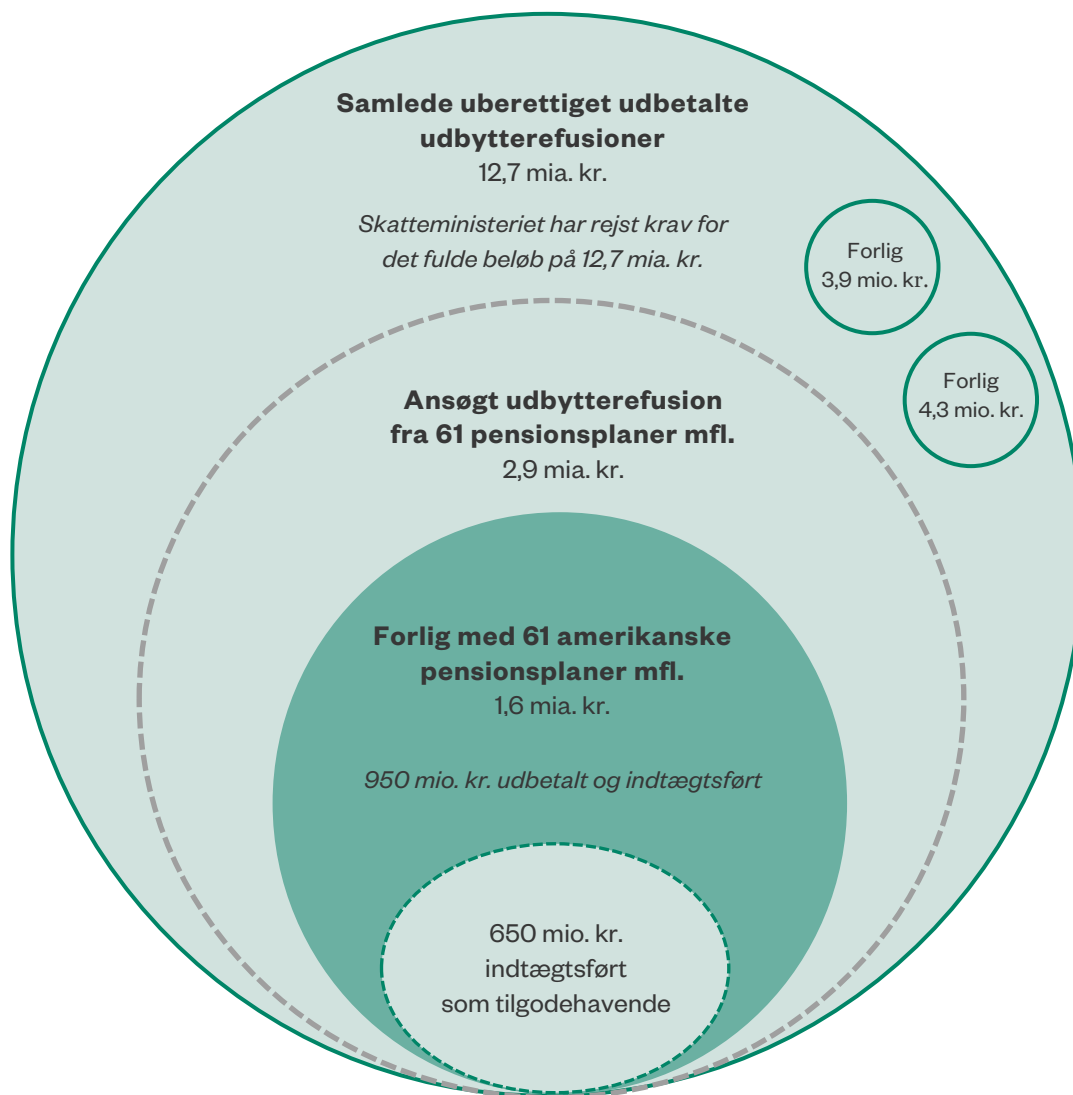 Samlede uberettiget udbetalte
udbytterefusioner
12,7 mia. kr.
Skatteministeriet har rejst krav for
det fulde beløb på 12,7 mia. kr.
Forlig
3,9 mio. kr.
Forlig
4,3 mio. kr.
Ansøgt udbytterefusion
fra 61 pensionsplaner mfl.
2,9 mia. kr.
Forlig med 61 amerikanske
pensionsplaner mfl.
1,6 mia. kr.
950 mio. kr. udbetalt og indtægtsført
650 mio. kr.
indtægtsført
som tilgodehavende